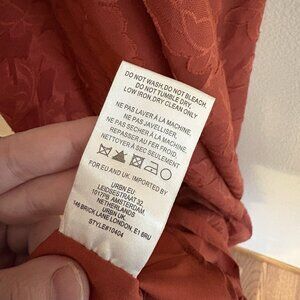 DO NOT WASH. DO NOT BLEACH.
DO NOT TUMBLE DRY.
LOW IRON. DRY CLEAN ONLY
NE PAS LAVER À LA MACHINE.
NE PAS JAVELLISER.
NE PAS SÉCHER À LA MACHINE.
REPASSER AU FER FROID.
NETTOYER À SEC SEULEMENT
FOR EU AND UK, IMPORTED BY
URBN EU:
LEIDSESTRAAT 32,
1017PB AMSTERDAM
NETHERLANDS
URBN UK:
145 BRICK LANE LONDON, E1 6RU
STYLE#10404